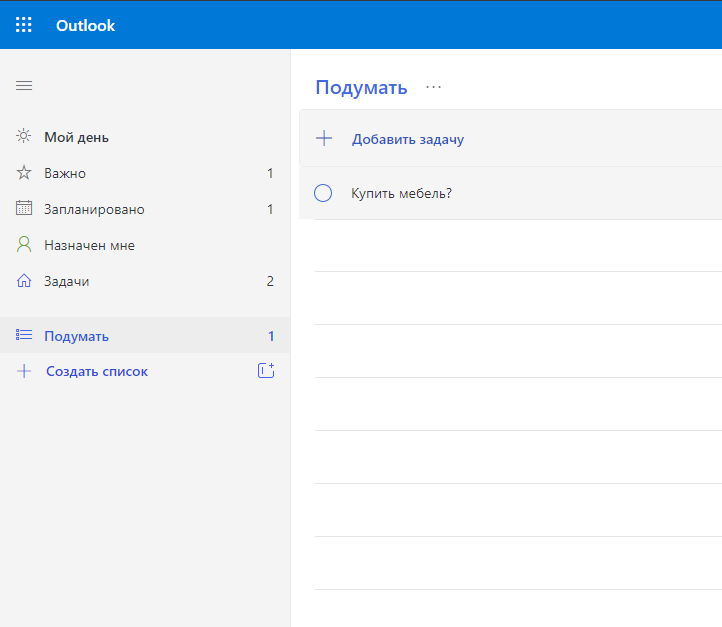 Outlook
Подумать ...
Мой день
Добавить задачу
Важно 1
Купить мебель?
Запланировано 1
Назначен мне
Задачи 2
Подумать 1
Создать список